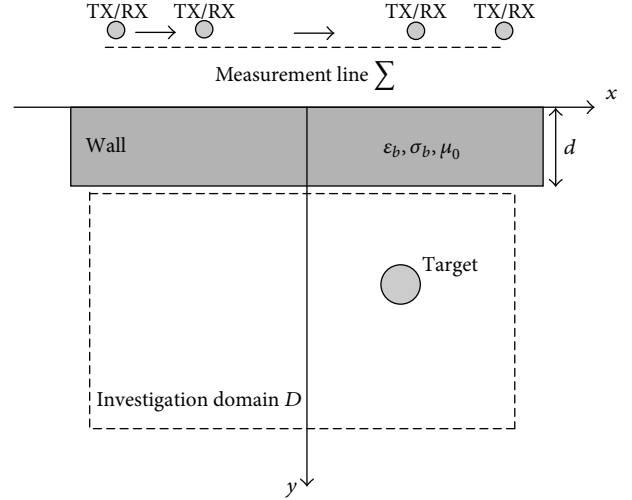 TX/RX TX/RX TX/RX TX/RX
Measurement line ∑
x
Wall
ε_b, σ_b, μ_0
d
Target
Investigation domain D
y